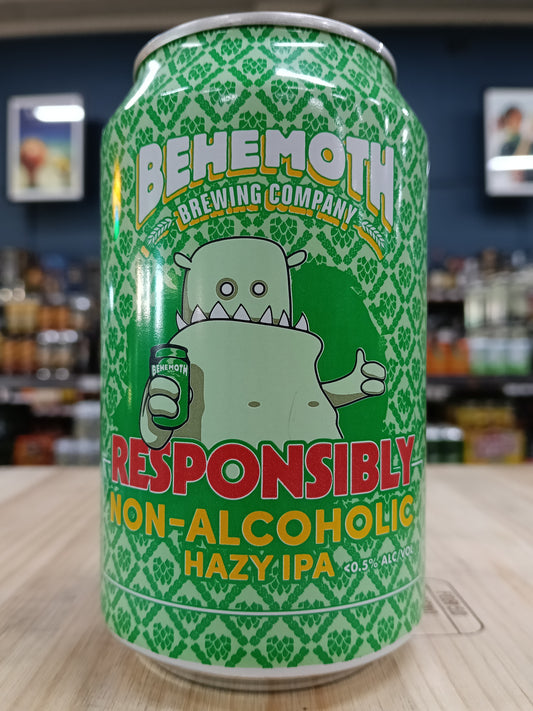 BEHEMOTH
BREWING COMPANY
BEHEMOTH
RESPONSIBLY
NON-ALCOHOLIC
HAZY IPA <0.5% ALC/VOL